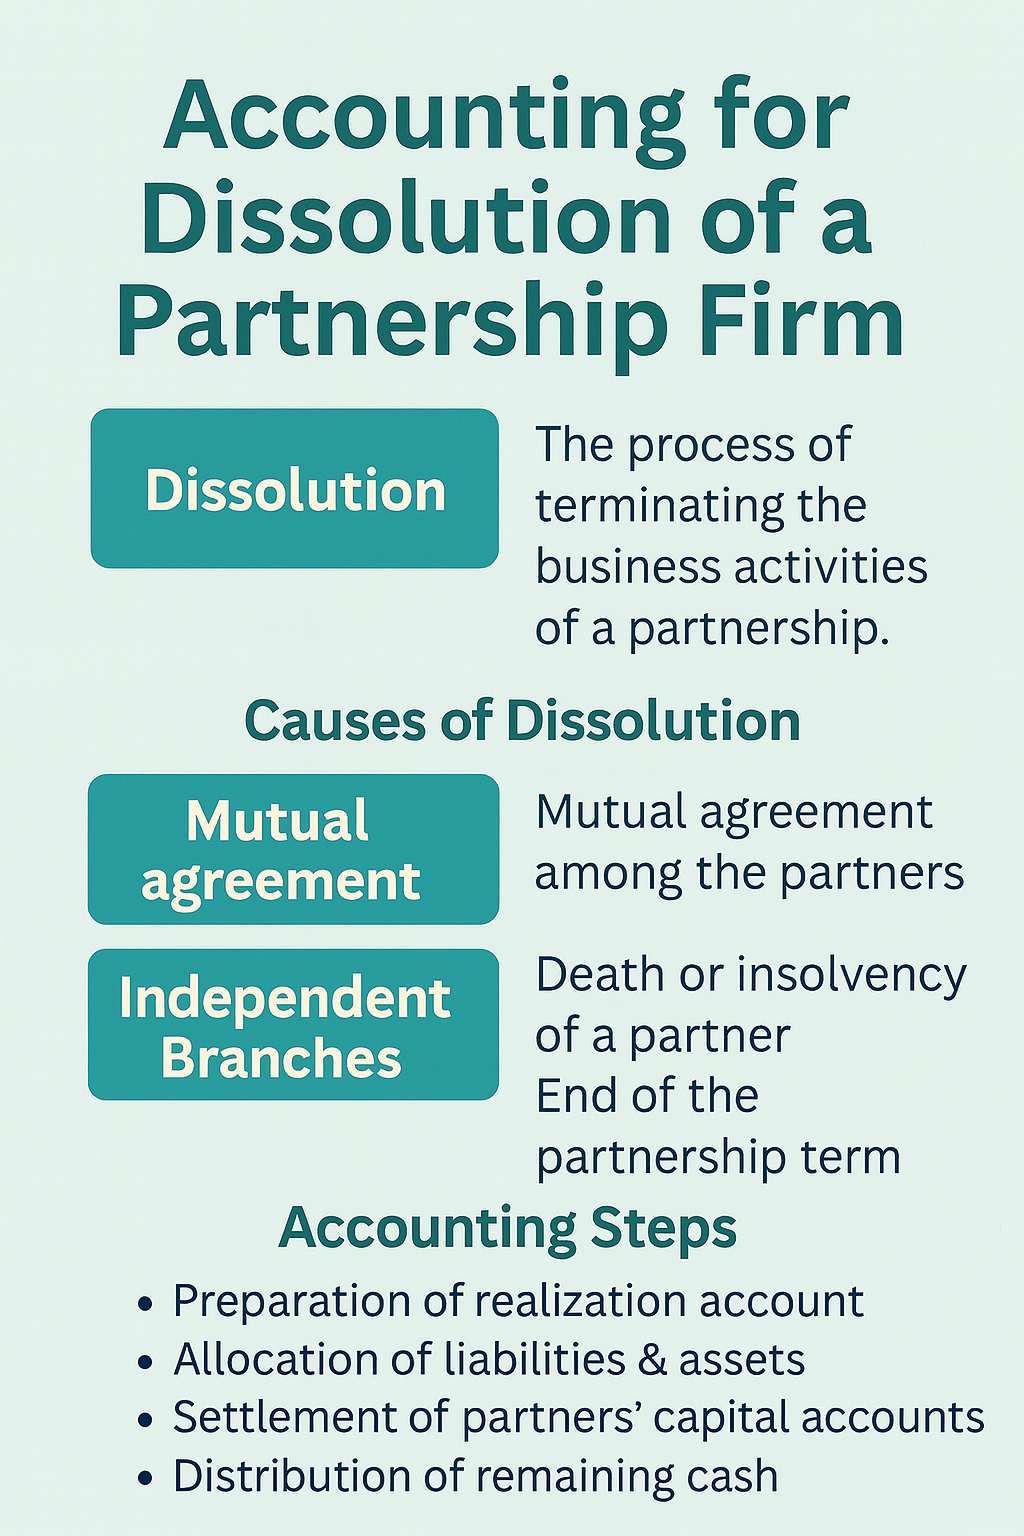 Accounting for
Dissolution of a
Partnership Firm
Dissolution
The process of
terminating the
business activities
of a partnership.
Causes of Dissolution
Mutual
agreement
Mutual agreement
among the partners
Independent
Branches
Death or insolvency
of a partner
End of the
partnership term
Accounting Steps
• Preparation of realization account
• Allocation of liabilities & assets
• Settlement of partners’ capital accounts
• Distribution of remaining cash